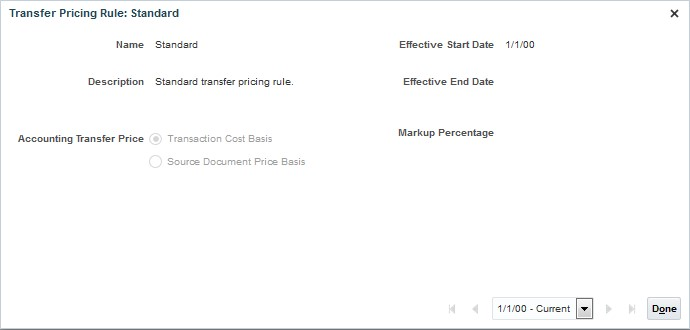 Transfer Pricing Rule: Standard
Name Standard Effective Start Date 1/1/00
Description Standard transfer pricing rule. Effective End Date
Accounting Transfer Price Transaction Cost Basis Markup Percentage
Source Document Price Basis
1/1/00 - Current Done